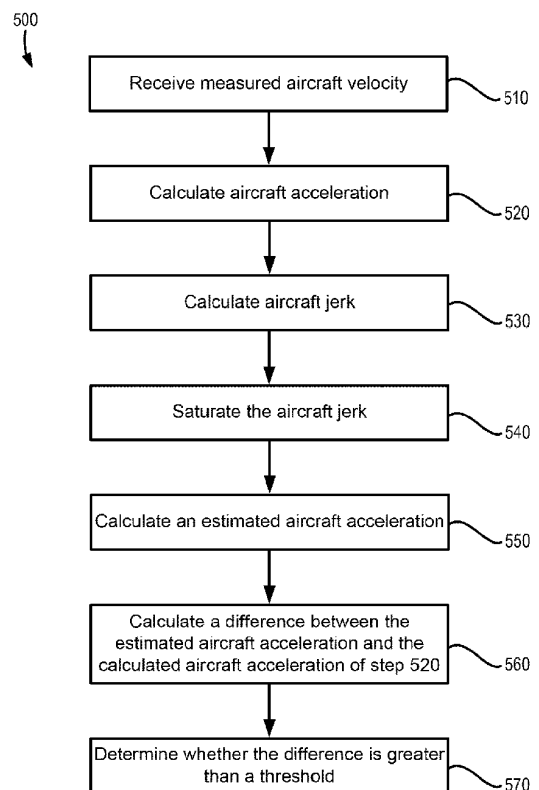 500
Receive measured aircraft velocity
510
Calculate aircraft acceleration
520
Calculate aircraft jerk
530
Saturate the aircraft jerk
540
Calculate an estimated aircraft acceleration
550
Calculate a difference between the
estimated aircraft acceleration and the
calculated aircraft acceleration of step 520
560
Determine whether the difference is greater
than a threshold
570